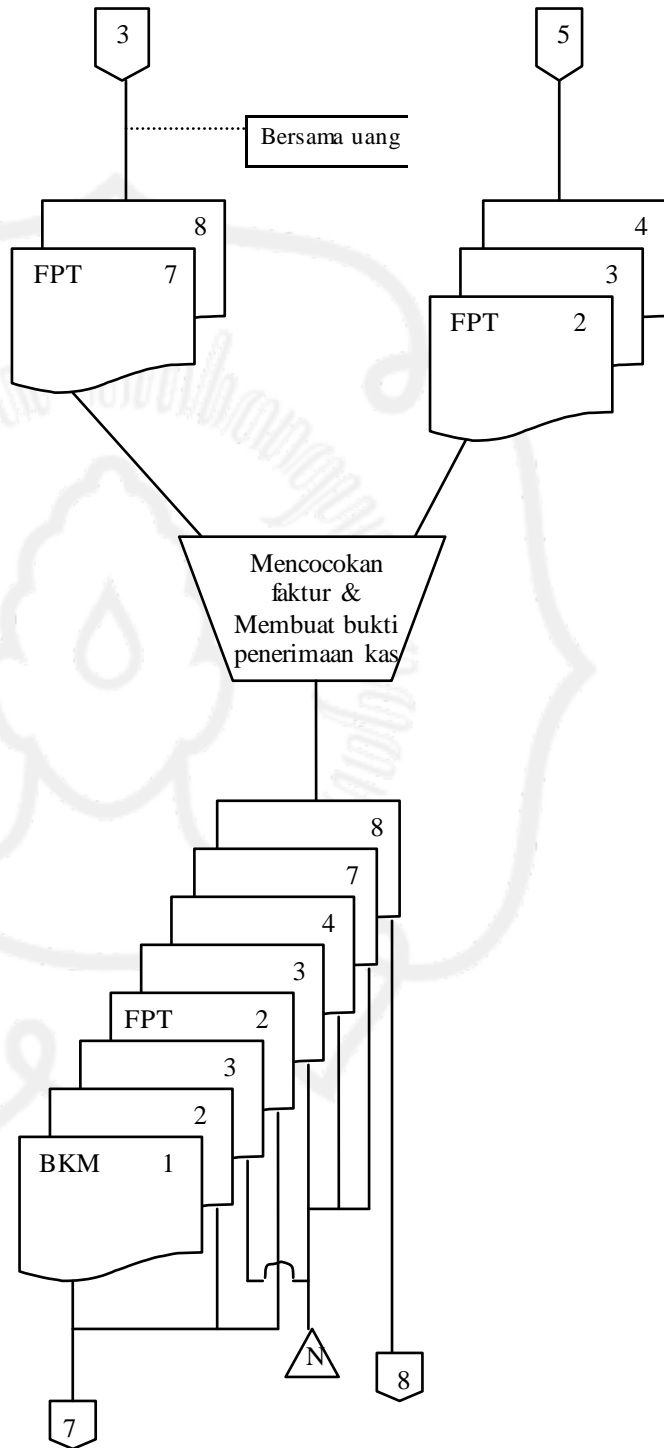 3
5
Bersama uang
8
FPT 7
4
3
FPT 2
Mencocokan
faktur &
Membuat bukti
penerimaan kas
8
7
4
3
FPT 2
3
2
BKM 1
N
8
7